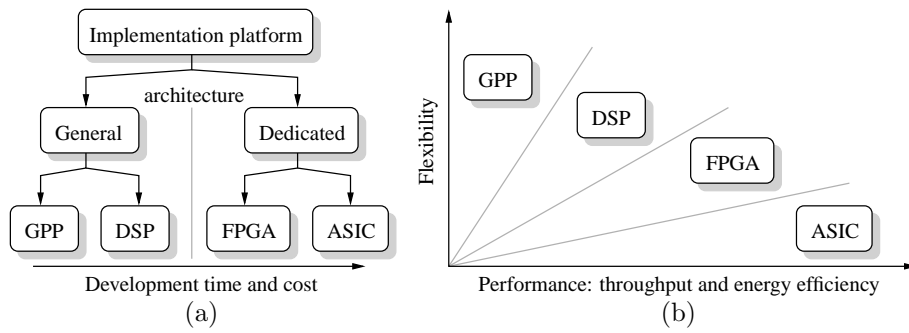 Implementation platform
architecture
General
Dedicated
GPP
DSP
FPGA
ASIC
Development time and cost
(a)
Flexibility
GPP
DSP
FPGA
ASIC
Performance: throughput and energy efficiency
(b)